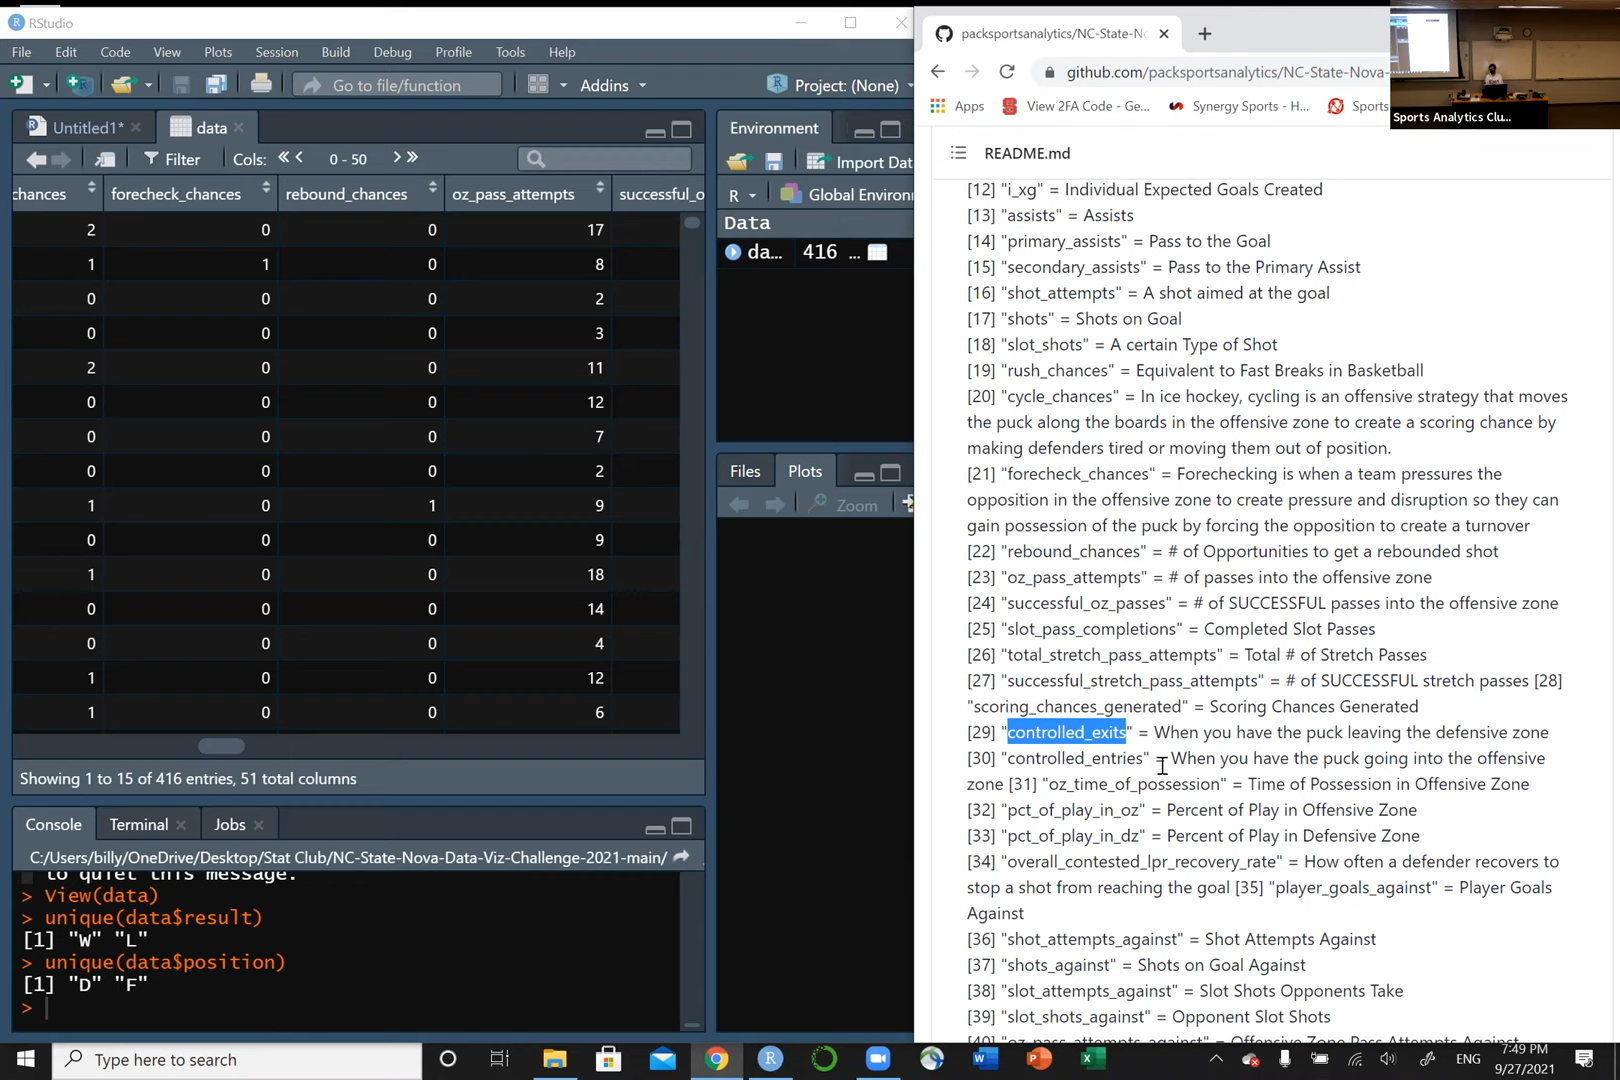 RStudio
File Edit Code View Plots Session Build Debug Profile Tools Help
Go to file/function
Addins
Project: (None)
Untitled1*
data
Filter
Cols:
0 - 50
chances forecheck_chances rebound_chances oz_pass_attempts successful_o
2 0 0 17
1 1 0 8
0 0 0 2
0 0 0 3
2 0 0 11
0 0 0 12
0 0 0 7
0 0 0 2
1 0 1 9
0 0 0 9
1 0 0 18
0 0 0 14
0 0 0 4
1 0 0 12
1 0 0 6
Showing 1 to 15 of 416 entries, 51 total columns
Console Terminal Jobs
C:/Users/billy/OneDrive/Desktop/Stat Club/NC-State-Nova-Data-Viz-Challenge-2021-main/
to quiet this message.
> View(data)
> unique(data$result)
[1] "W" "L"
> unique(data$position)
[1] "D" "F"
>
Environment
Import Dat
R
Global Environ
Data
da... 416 ...
Files Plots
Zoom
packsportsanalytics/NC-State-No
github.com/packsportsanalytics/NC-State-Nova-
Apps View 2FA Code - Ge... Synergy Sports - H... Sports
Sports Analytics Clu...
README.md
[12] "i_xg" = Individual Expected Goals Created
[13] "assists" = Assists
[14] "primary_assists" = Pass to the Goal
[15] "secondary_assists" = Pass to the Primary Assist
[16] "shot_attempts" = A shot aimed at the goal
[17] "shots" = Shots on Goal
[18] "slot_shots" = A certain Type of Shot
[19] "rush_chances" = Equivalent to Fast Breaks in Basketball
[20] "cycle_chances" = In ice hockey, cycling is an offensive strategy that moves
the puck along the boards in the offensive zone to create a scoring chance by
making defenders tired or moving them out of position.
[21] "forecheck_chances" = Forechecking is when a team pressures the
opposition in the offensive zone to create pressure and disruption so they can
gain possession of the puck by forcing the opposition to create a turnover
[22] "rebound_chances" = # of Opportunities to get a rebounded shot
[23] "oz_pass_attempts" = # of passes into the offensive zone
[24] "successful_oz_passes" = # of SUCCESSFUL passes into the offensive zone
[25] "slot_pass_completions" = Completed Slot Passes
[26] "total_stretch_pass_attempts" = Total # of Stretch Passes
[27] "successful_stretch_pass_attempts" = # of SUCCESSFUL stretch passes [28]
"scoring_chances_generated" = Scoring Chances Generated
[29] "controlled_exits" = When you have the puck leaving the defensive zone
[30] "controlled_entries" = When you have the puck going into the offensive
zone [31] "oz_time_of_possession" = Time of Possession in Offensive Zone
[32] "pct_of_play_in_oz" = Percent of Play in Offensive Zone
[33] "pct_of_play_in_dz" = Percent of Play in Defensive Zone
[34] "overall_contested_lpr_recovery_rate" = How often a defender recovers to
stop a shot from reaching the goal [35] "player_goals_against" = Player Goals
Against
[36] "shot_attempts_against" = Shot Attempts Against
[37] "shots_against" = Shots on Goal Against
[38] "slot_attempts_against" = Slot Shots Opponents Take
[39] "slot_shots_against" = Opponent Slot Shots
[40] "oz_pass_attempts_against" = Offensive Zone Pass Attempts Against
Type here to search
ENG
7:49 PM
9/27/2021